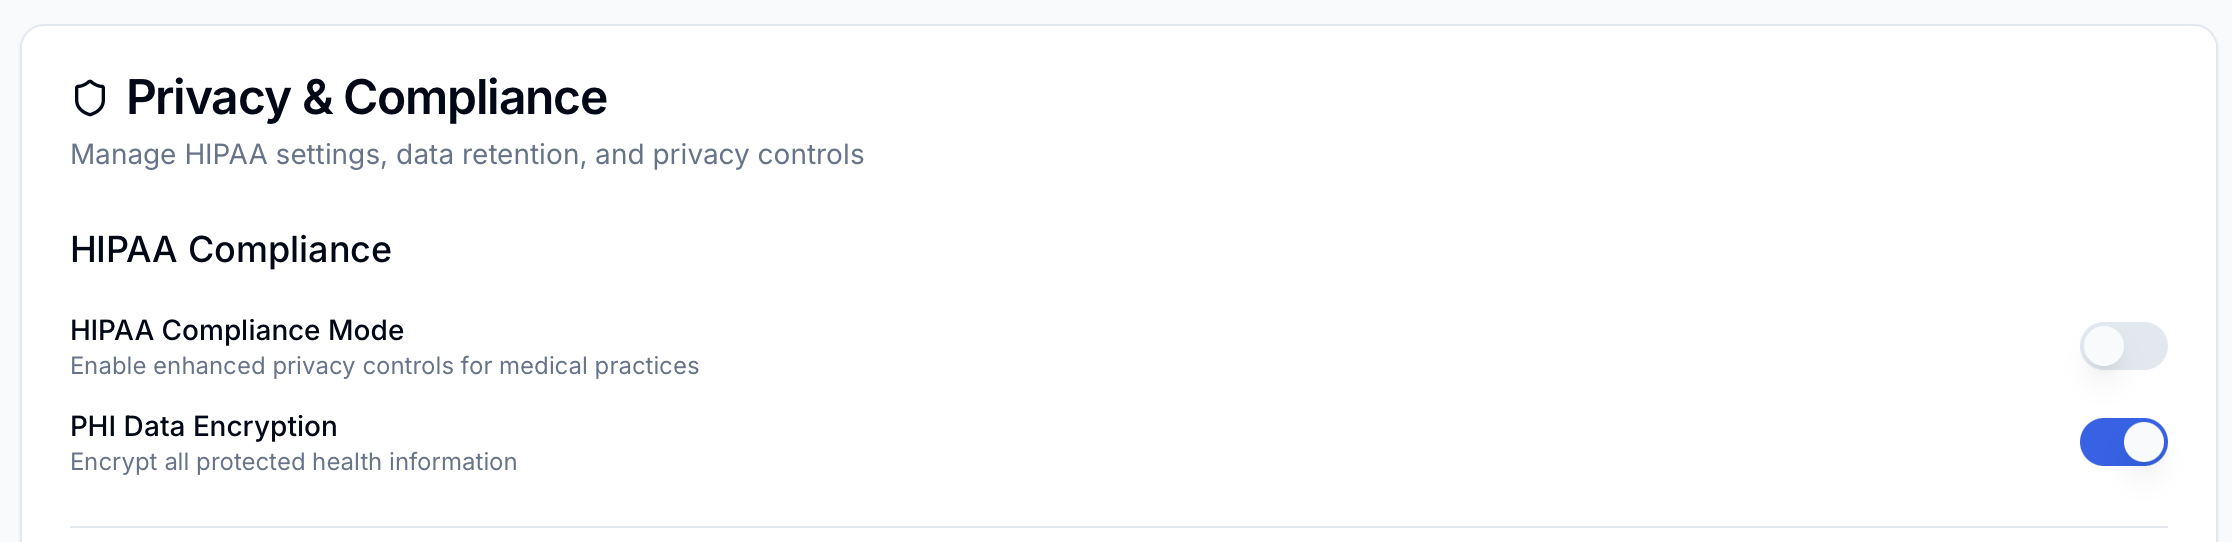 Privacy & Compliance
Manage HIPAA settings, data retention, and privacy controls
HIPAA Compliance
HIPAA Compliance Mode
Enable enhanced privacy controls for medical practices
PHI Data Encryption
Encrypt all protected health information